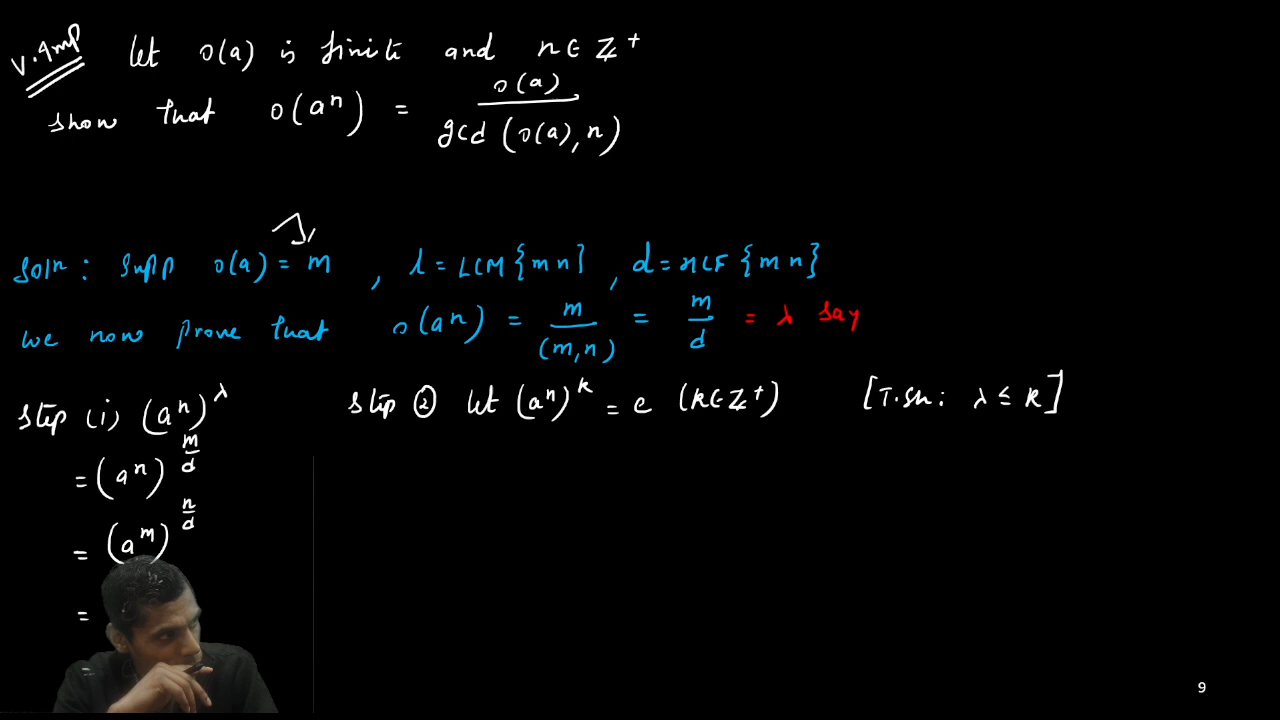 V. Imp Let o(a) is finite and n ∈ Z⁺
show that o(aⁿ) = o(a) / gcd (o(a), n)
Solⁿ : Supp o(a) = m , l = LCM {m n} , d = HCF {m n}
We now prove that o(aⁿ) = m / (m, n) = m / d = λ say
Step (i) (aⁿ)^λ
= (aⁿ)^(m/d)
= (a^m)^(n/d)
=
=
Step ② let (aⁿ)^k = e (k ∈ Z⁺) [T.Sh : λ ≤ k]
9